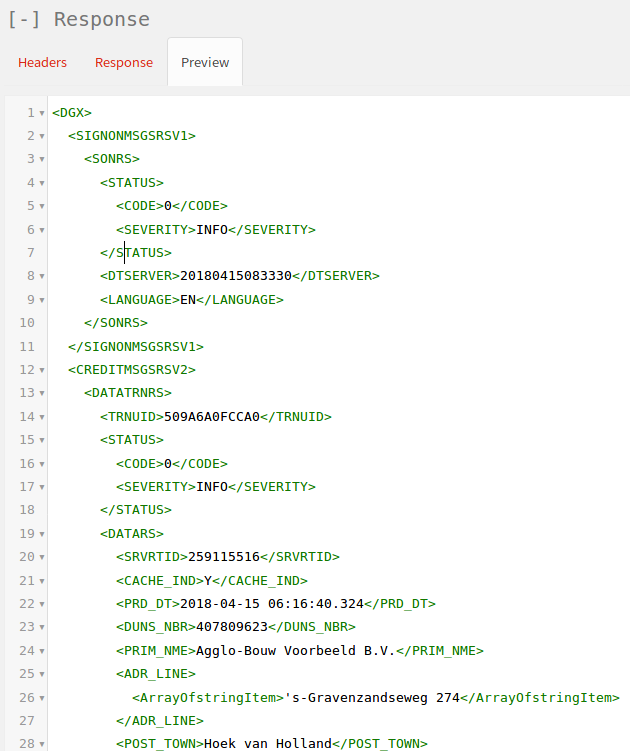 [-] Response
Headers Response Preview
1 <DGX>
2 <SIGNONMSGSRSV1>
3 <SONRS>
4 <STATUS>
5 <CODE>0</CODE>
6 <SEVERITY>INFO</SEVERITY>
7 </STATUS>
8 <DTSERVER>20180415083330</DTSERVER>
9 <LANGUAGE>EN</LANGUAGE>
10 </SONRS>
11 </SIGNONMSGSRSV1>
12 <CREDITMSGSRSV2>
13 <DATATRNRS>
14 <TRNUID>509A6A0FCCA0</TRNUID>
15 <STATUS>
16 <CODE>0</CODE>
17 <SEVERITY>INFO</SEVERITY>
18 </STATUS>
19 <DATARS>
20 <SRVRTID>259115516</SRVRTID>
21 <CACHE_IND>Y</CACHE_IND>
22 <PRD_DT>2018-04-15 06:16:40.324</PRD_DT>
23 <DUNS_NBR>407809623</DUNS_NBR>
24 <PRIM_NME>Agglo-Bouw Voorbeeld B.V.</PRIM_NME>
25 <ADR_LINE>
26 <ArrayOfstringItem>'s-Gravenzandseweg 274</ArrayOfstringItem>
27 </ADR_LINE>
28 <POST_TOWN>Hoek van Holland</POST_TOWN>